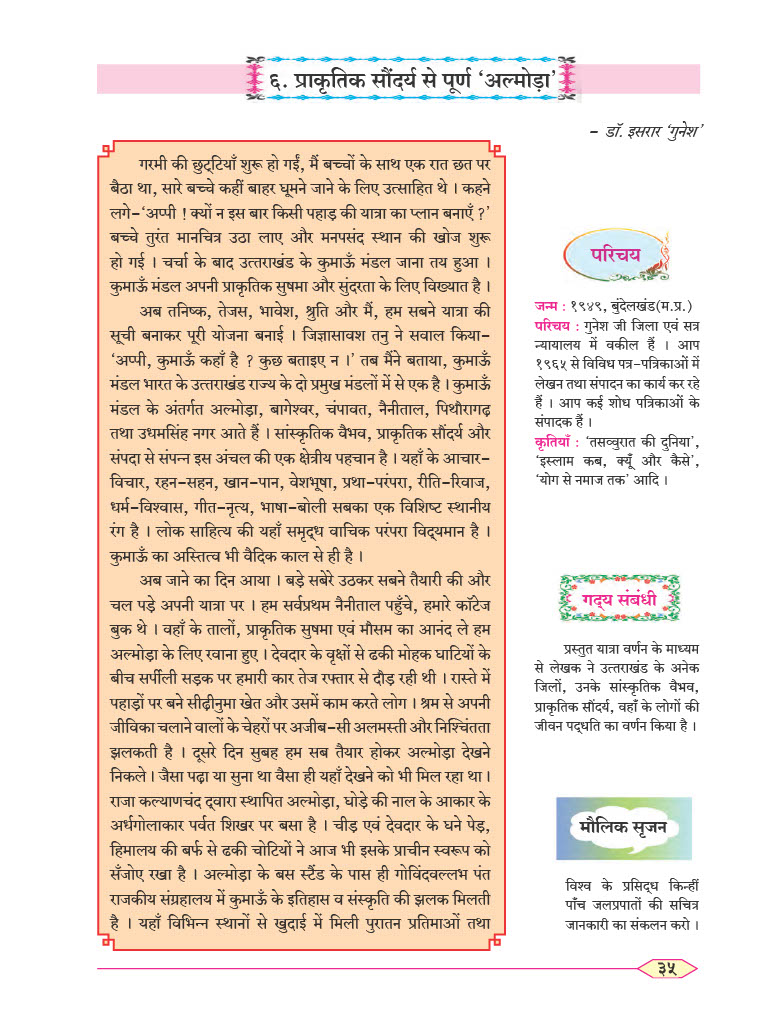 ६. प्राकृतिक सौंदर्य से पूर्ण ‘अल्मोड़ा’
– डॉ. इसरार ‘गुनेश’
गरमी की छुट्‌टियाँ शुरू हो गईं, मैं बच्चों के साथ एक रात छत पर
बैठा था, सारे बच्चे कहीं बाहर घूमने जाने के लिए उत्साहित थे । कहने
लगे–‘अप्पी ! क्यों न इस बार किसी पहाड़ की यात्रा का प्लान बनाएँ ?’
बच्चे तुरंत मानचित्र उठा लाए और मनपसंद स्थान की खोज शुरू
हो गई । चर्चा के बाद उत्तराखंड के कुमाऊँ मंडल जाना तय हुआ ।
कुमाऊँ मंडल अपनी प्राकृतिक सुषमा और सुंदरता के लिए विख्यात है ।
अब तनिष्क, तेजस, भावेश, श्रुति और मैं, हम सबने यात्रा की
सूची बनाकर पूरी योजना बनाई । जिज्ञासावश तनु ने सवाल किया–
‘अप्पी, कुमाऊँ कहाँ है ? कुछ बताइए न ।’ तब मैंने बताया, कुमाऊँ
मंडल भारत के उत्तराखंड राज्य के दो प्रमुख मंडलों में से एक है । कुमाऊँ
मंडल के अंतर्गत अल्मोड़ा, बागेश्वर, चंपावत, नैनीताल, पिथौरागढ़
तथा उधमसिंह नगर आते हैं । सांस्कृतिक वैभव, प्राकृतिक सौंदर्य और
संपदा से संपन्न इस अंचल की एक क्षेत्रीय पहचान है । यहाँ के आचार–
विचार, रहन–सहन, खान–पान, वेशभूषा, प्रथा–परंपरा, रीति–रिवाज,
धर्म–विश्वास, गीत–नृत्य, भाषा–बोली सबका एक विशिष्ट स्थानीय
रंग है । लोक साहित्य की यहाँ समृद्‌ध वाचिक परंपरा विद्‌यमान है ।
कुमाऊँ का अस्तित्व भी वैदिक काल से ही है ।
अब जाने का दिन आया । बड़े सबेरे उठकर सबने तैयारी की और
चल पड़े अपनी यात्रा पर । हम सर्वप्रथम नैनीताल पहुँचे, हमारे कॉटेज
बुक थे । वहाँ के तालों, प्राकृतिक सुषमा एवं मौसम का आनंद ले हम
अल्मोड़ा के लिए रवाना हुए । देवदार के वृक्षों से ढकी मोहक घाटियों के
बीच सर्पीली सड़क पर हमारी कार तेज रफ्तार से दौड़ रही थी । रास्ते में
पहाड़ों पर बने सीढ़ीनुमा खेत और उसमें काम करते लोग । श्रम से अपनी
जीविका चलाने वालों के चेहरों पर अजीब–सी अलमस्ती और निश्चिंतता
झलकती है । दूसरे दिन सुबह हम सब तैयार होकर अल्मोड़ा देखने
निकले । जैसा पढ़ा या सुना था वैसा ही यहाँ देखने को भी मिल रहा था ।
राजा कल्याणचंद द्‌वारा स्थापित अल्मोड़ा, घोड़े की नाल के आकार के
अर्धगोलाकार पर्वत शिखर पर बसा है । चीड़ एवं देवदार के घने पेड़,
हिमालय की बर्फ से ढकी चोटियों ने आज भी इसके प्राचीन स्वरूप को
सँजोए रखा है । अल्मोड़ा के बस स्टैंड के पास ही गोविंदवल्लभ पंत
राजकीय संग्रहालय में कुमाऊँ के इतिहास व संस्कृति की झलक मिलती
है । यहाँ विभिन्न स्थानों से खुदाई में मिली पुरातन प्रतिमाओं तथा
परिचय
जन्म : १९४९, बुंदेलखंड(म.प्र.)
परिचय : गुनेश जी जिला एवं सत्र
न्यायालय में वकील हैं । आप
१९६५ से विविध पत्र–पत्रिकाओं में
लेखन तथा संपादन का कार्य कर रहे
हैं । आप कई शोध पत्रिकाओं के
संपादक हैं ।
कृतियाँ : ‘तसव्वुरात की दुनिया’,
‘इस्लाम कब, क्यूँ और कैसे’,
‘योग से नमाज तक’ आदि ।
गद्‌य संबंधी
प्रस्तुत यात्रा वर्णन के माध्यम
से लेखक ने उत्तराखंड के अनेक
जिलों, उनके सांस्कृतिक वैभव,
प्राकृतिक सौंदर्य, वहाँ के लोगों की
जीवन पद्‌धति का वर्णन किया है ।
मौलिक सृजन
विश्व के प्रसिद्‌ध किन्हीं
पाँच जलप्रपातों की सचित्र
जानकारी का संकलन करो ।
३५